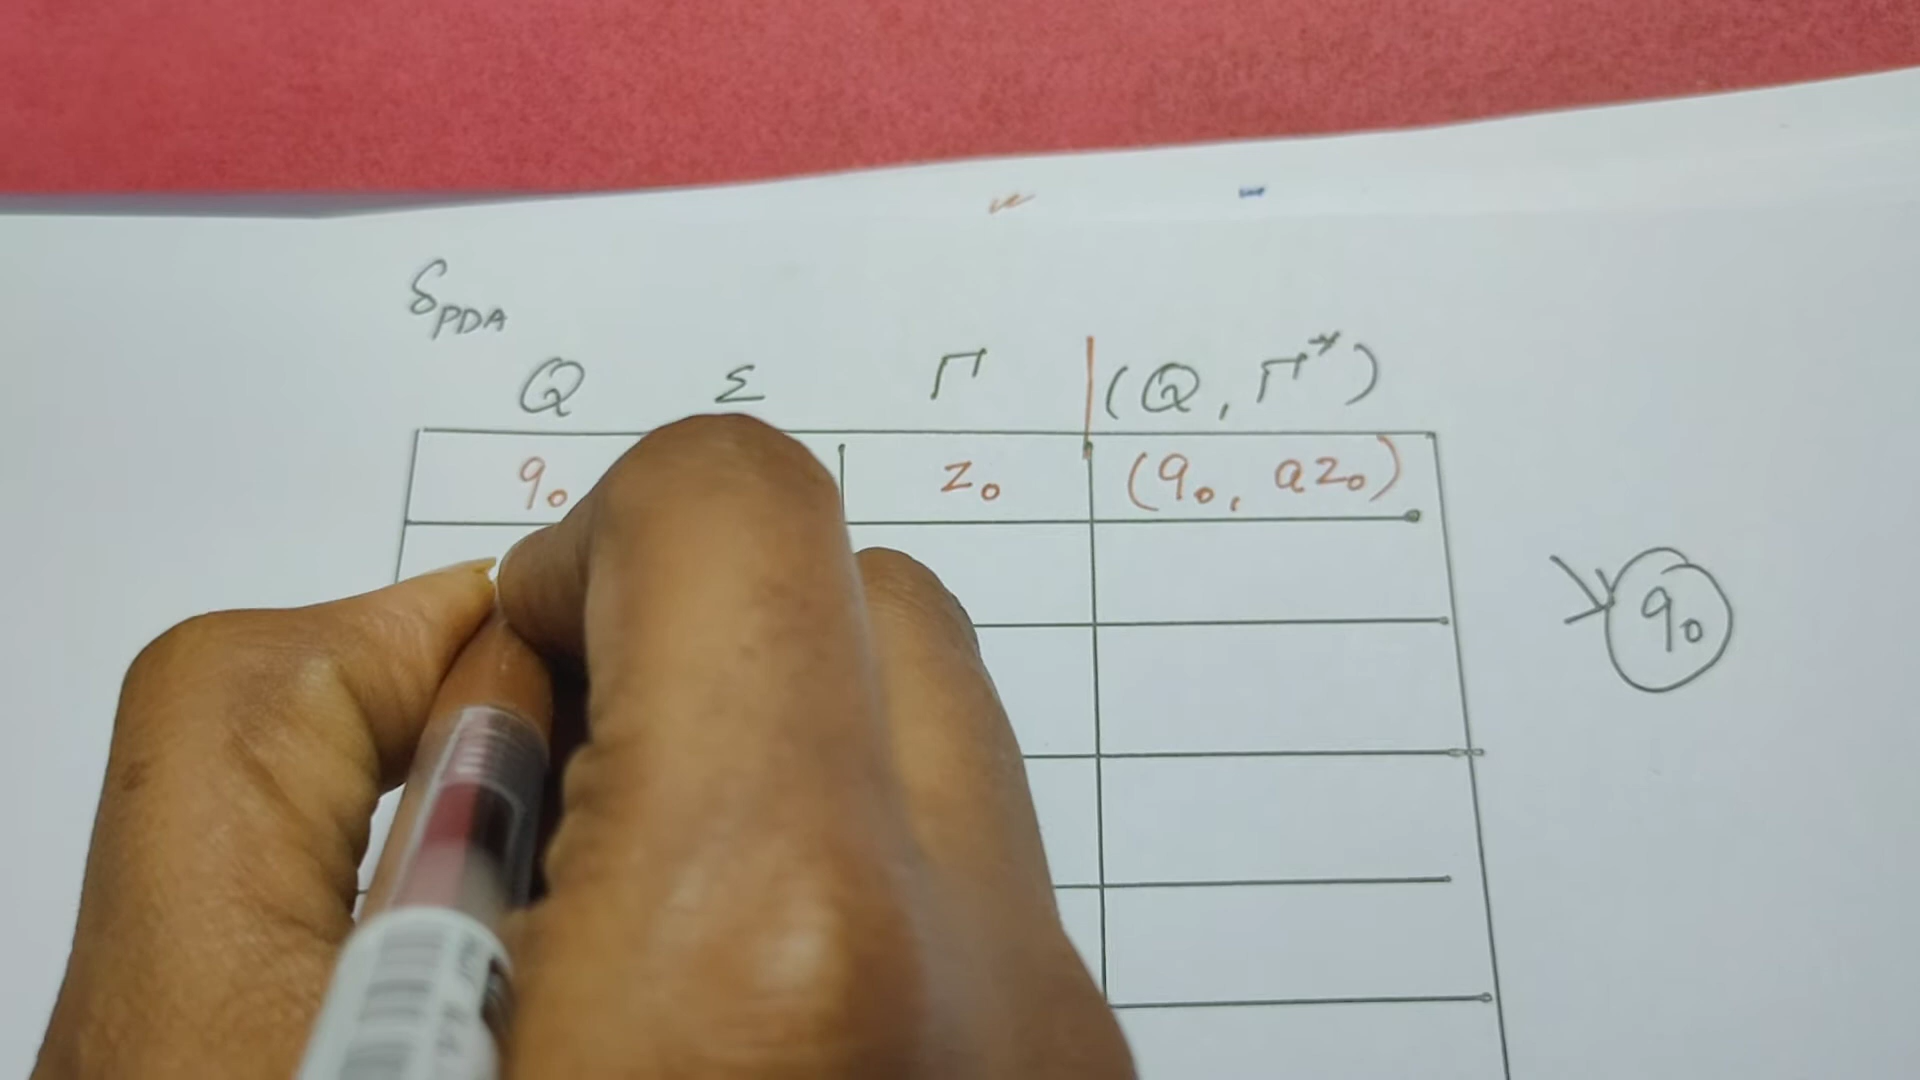 δPDA
Q Σ Γ (Q, Γ*)
q₀ z₀ (q₀, az₀)
q₀